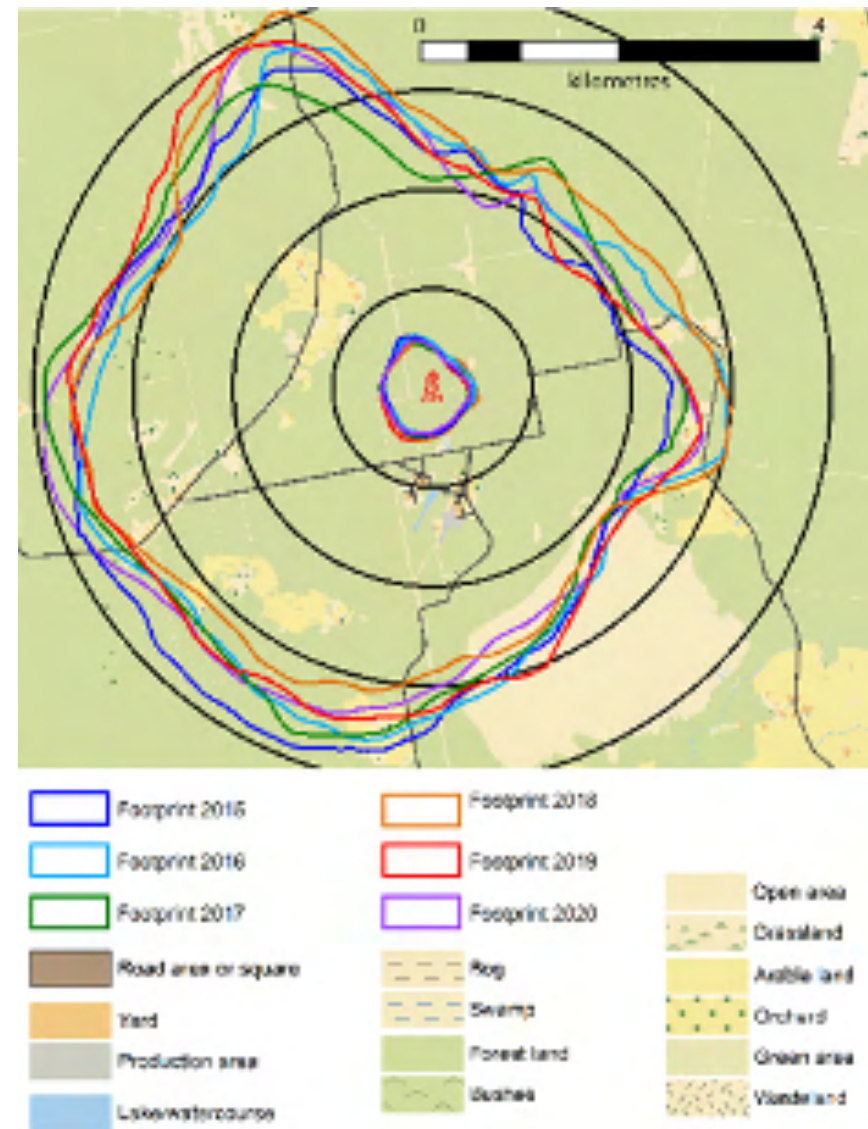 0 4
kilometres
Footprint 2015
Footprint 2016
Footprint 2017
Road area or square
Yard
Production area
Lake/watercourse
Footprint 2018
Footprint 2019
Footprint 2020
Bog
Swamp
Forest land
Bushes
Open area
Grassland
Arable land
Orchard
Green area
Wasteland